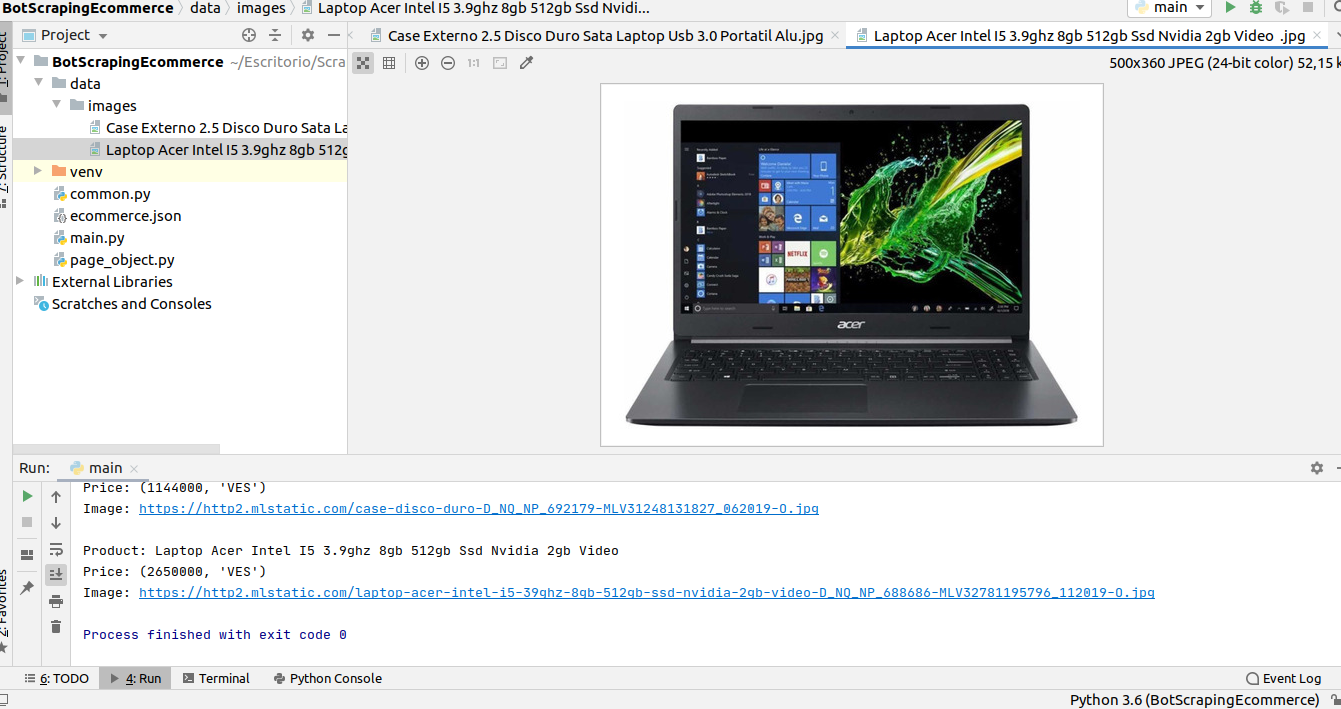 BotScrapingEcommerce data images Laptop Acer Intel I5 3.9ghz 8gb 512gb Ssd Nvidi... main
Project Case Externo 2.5 Disco Duro Sata Laptop Usb 3.0 Portatil Alu.jpg Laptop Acer Intel I5 3.9ghz 8gb 512gb Ssd Nvidia 2gb Video .jpg
1: Project
BotScrapingEcommerce ~/Escritorio/Scra 1:1 500x360 JPEG (24-bit color) 52,15 k
data
images
Case Externo 2.5 Disco Duro Sata La
Laptop Acer Intel I5 3.9ghz 8gb 512g
venv
common.py
ecommerce.json
main.py
page_object.py
External Libraries
Scratches and Consoles
Z: Structure
NETFLIX
acer
Run: main
Price: (1144000, 'VES')
Image: https://http2.mlstatic.com/case-disco-duro-D_NQ_NP_692179-MLV31248131827_062019-O.jpg
Product: Laptop Acer Intel I5 3.9ghz 8gb 512gb Ssd Nvidia 2gb Video
Price: (2650000, 'VES')
Image: https://http2.mlstatic.com/laptop-acer-intel-i5-39ghz-8gb-512gb-ssd-nvidia-2gb-video-D_NQ_NP_688686-MLV32781195796_112019-O.jpg
Process finished with exit code 0
2: Favorites
6: TODO 4: Run Terminal Python Console Event Log
Python 3.6 (BotScrapingEcommerce)